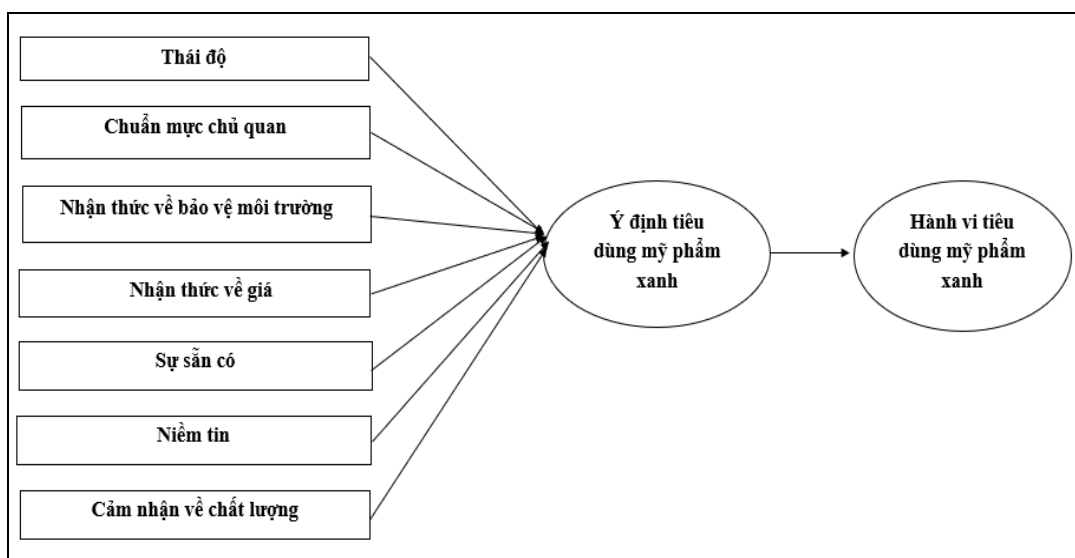 Thái độ
Chuẩn mực chủ quan
Nhận thức về bảo vệ môi trường
Nhận thức về giá
Sự sẵn có
Niềm tin
Cảm nhận về chất lượng
Ý định tiêu
dùng mỹ phẩm
xanh
Hành vi tiêu
dùng mỹ phẩm
xanh